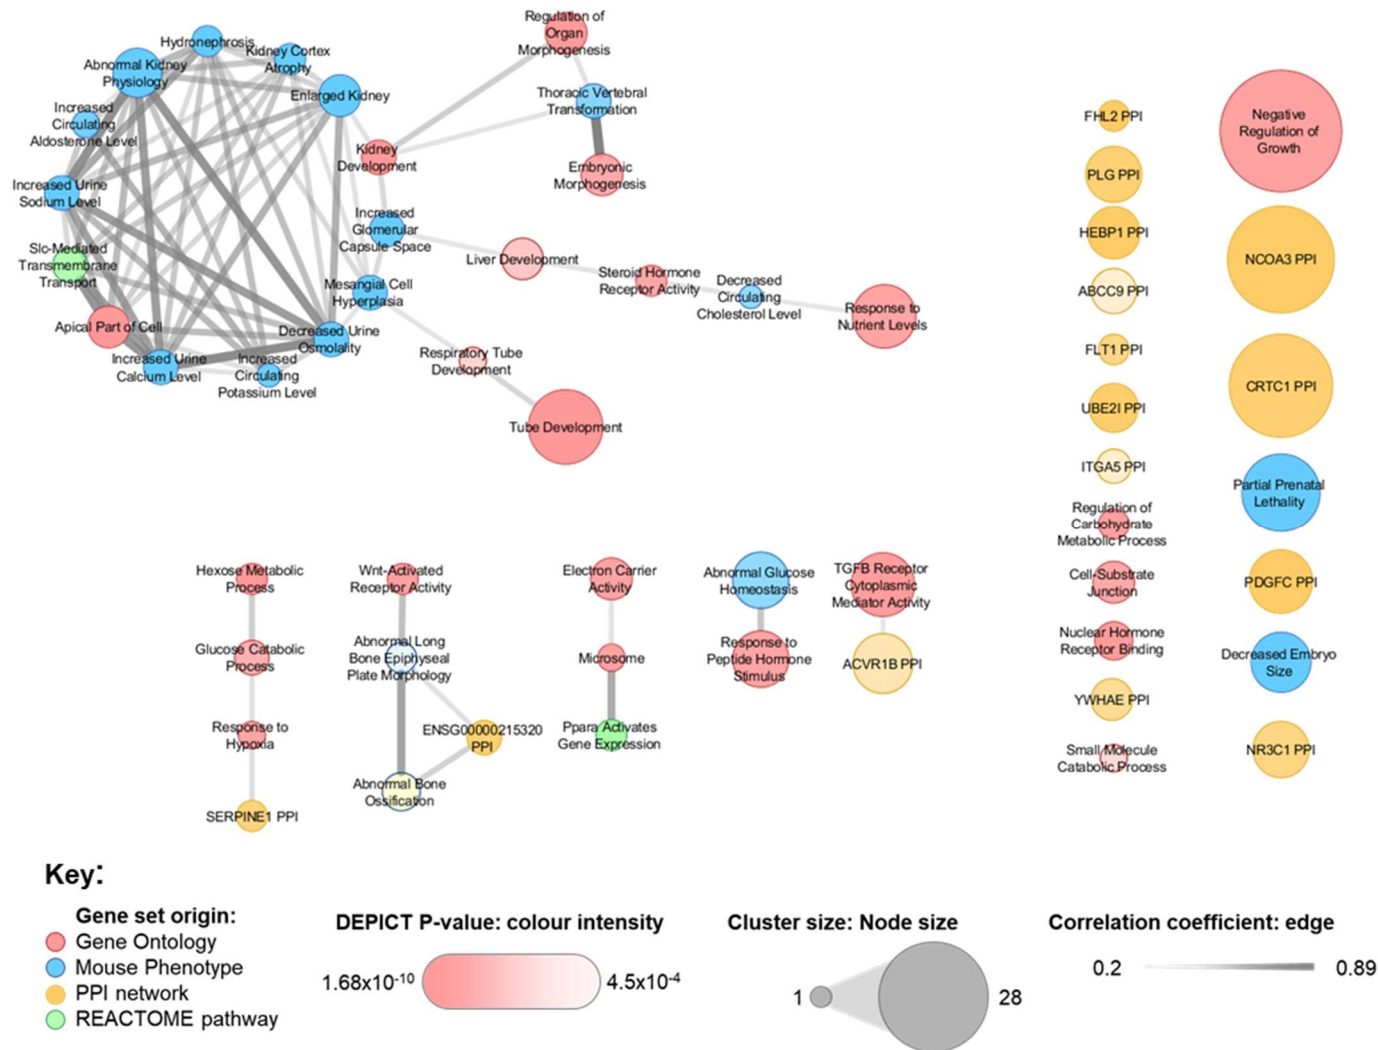 Hydronephrosis
Kidney Cortex
Atrophy
Abnormal Kidney
Physiology
Enlarged Kidney
Increased
Circulating
Aldosterone Level
Increased Urine
Sodium Level
Slc-Mediated
Transmembrane
Transport
Apical Part of Cell
Increased Urine
Calcium Level
Increased
Circulating
Potassium Level
Decreased Urine
Osmolality
Mesangial Cell
Hyperplasia
Increased
Glomerular
Capsule Space
Kidney
Development
Regulation of
Organ
Morphogenesis
Thoracic Vertebral
Transformation
Embryonic
Morphogenesis
Liver Development
Steroid Hormone
Receptor Activity
Decreased
Circulating
Cholesterol Level
Response to
Nutrient Levels
Respiratory Tube
Development
Tube Development
FHL2 PPI
PLG PPI
HEBP1 PPI
ABCC9 PPI
FLT1 PPI
UBE2I PPI
ITGA5 PPI
Regulation of
Carbohydrate
Metabolic Process
Cell-Substrate
Junction
Nuclear Hormone
Receptor Binding
YWHAE PPI
Small Molecule
Catabolic Process
Negative
Regulation of
Growth
NCOA3 PPI
CRTC1 PPI
Partial Prenatal
Lethality
PDGFC PPI
Decreased Embryo
Size
NR3C1 PPI
Hexose Metabolic
Process
Glucose Catabolic
Process
Response to
Hypoxia
SERPINE1 PPI
Wnt-Activated
Receptor Activity
Abnormal Long
Bone Epiphyseal
Plate Morphology
ENSG00000215320
PPI
Abnormal Bone
Ossification
Electron Carrier
Activity
Microsome
Ppara Activates
Gene Expression
Abnormal Glucose
Homeostasis
Response to
Peptide Hormone
Stimulus
TGFB Receptor
Cytoplasmic
Mediator Activity
ACVR1B PPI
Key:
Gene set origin:
Gene Ontology
Mouse Phenotype
PPI network
REACTOME pathway
DEPICT P-value: colour intensity
1.68x10⁻¹⁰
4.5x10⁻⁴
Cluster size: Node size
1
28
Correlation coefficient: edge
0.2
0.89